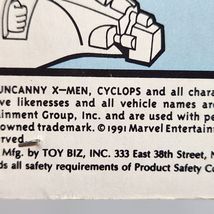 UNCANNY X-MEN, CYCLOPS and all chara
ve likenesses and all vehicle names are
tainment Group, Inc. and are used with pe
owned trademark. © 1991 Marvel Entertai
Mfg. by TOY BIZ, INC. 333 East 38th Street, N
ds all safety requirements of Product Safety Co